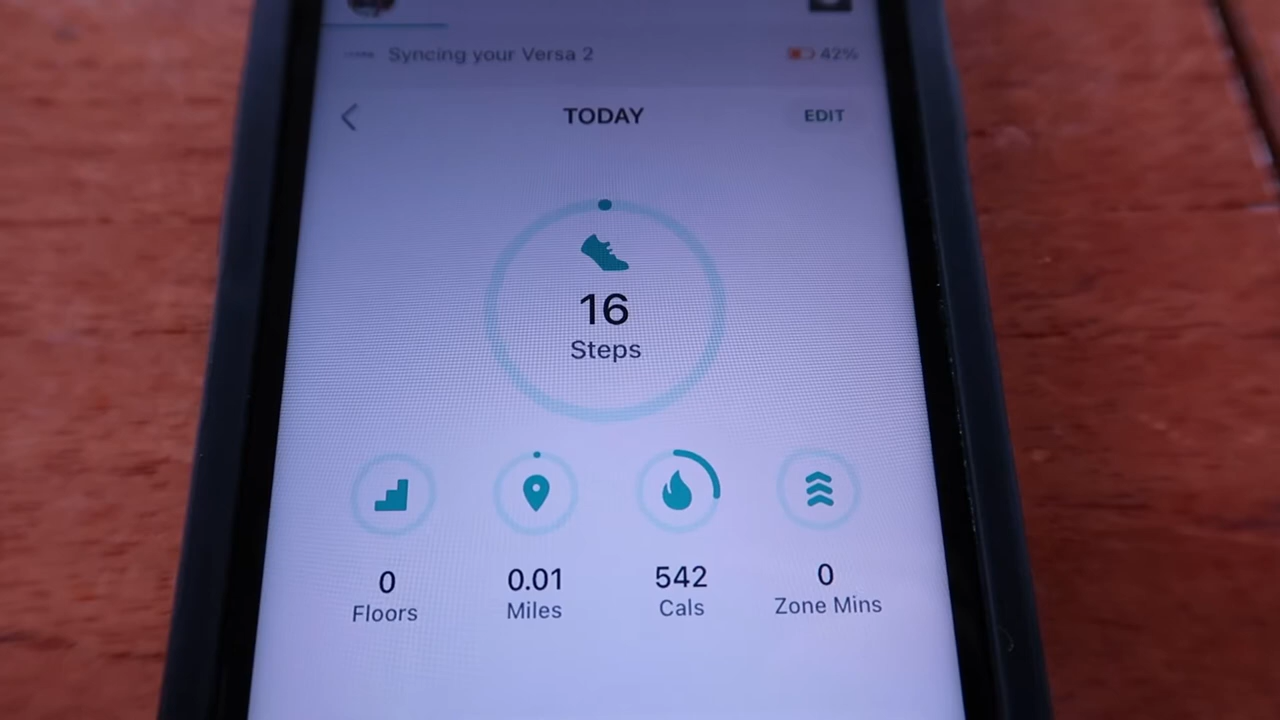 Syncing your Versa 2
42%
TODAY
EDIT
16
Steps
0
Floors
0.01
Miles
542
Cals
0
Zone Mins